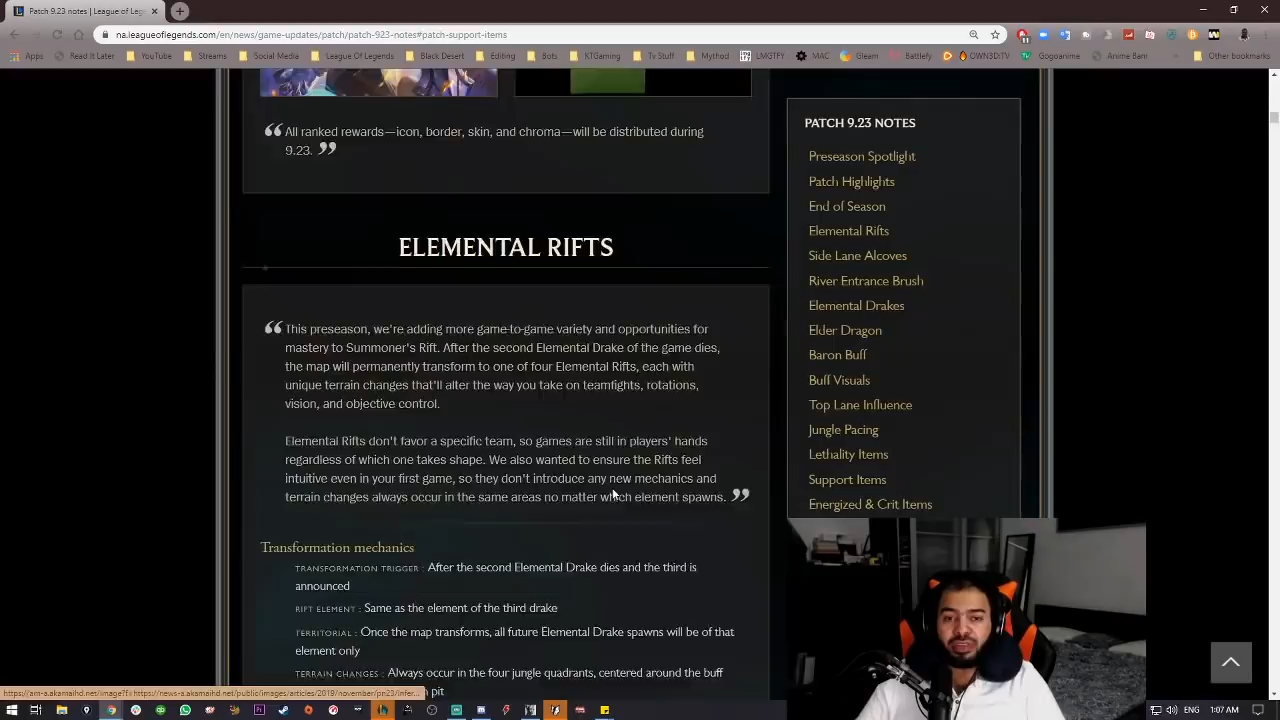 Patch 9.23 notes | League of Leg
na.leagueoflegends.com/en/news/game-updates/patch/patch-923-notes#patch-support-items
Apps Read It Later YouTube Streams Social Media 'League Of Legends Black Desert Editing Bots KTGaming Tv Stuff Mythod LMGTFY MAC Gleam Battlefy OWN3D.TV Gogoanime Anime Bam Other bookmarks
All ranked rewards—icon, border, skin, and chroma—will be distributed during
9.23.
ELEMENTAL RIFTS
This preseason, we're adding more game-to-game variety and opportunities for
mastery to Summoner's Rift. After the second Elemental Drake of the game dies,
the map will permanently transform to one of four Elemental Rifts, each with
unique terrain changes that'll alter the way you take on teamfights, rotations,
vision, and objective control.
Elemental Rifts don't favor a specific team, so games are still in players' hands
regardless of which one takes shape. We also wanted to ensure the Rifts feel
intuitive even in your first game, so they don't introduce any new mechanics and
terrain changes always occur in the same areas no matter which element spawns.
Transformation mechanics
TRANSFORMATION TRIGGER : After the second Elemental Drake dies and the third is
announced
RIFT ELEMENT : Same as the element of the third drake
TERRITORIAL : Once the map transforms, all future Elemental Drake spawns will be of that
element only
TERRAIN CHANGES : Always occur in the four jungle quadrants, centered around the buff
pit
PATCH 9.23 NOTES
Preseason Spotlight
Patch Highlights
End of Season
Elemental Rifts
Side Lane Alcoves
River Entrance Brush
Elemental Drakes
Elder Dragon
Baron Buff
Buff Visuals
Top Lane Influence
Jungle Pacing
Lethality Items
Support Items
Energized & Crit Items
ENG 1:07 AM